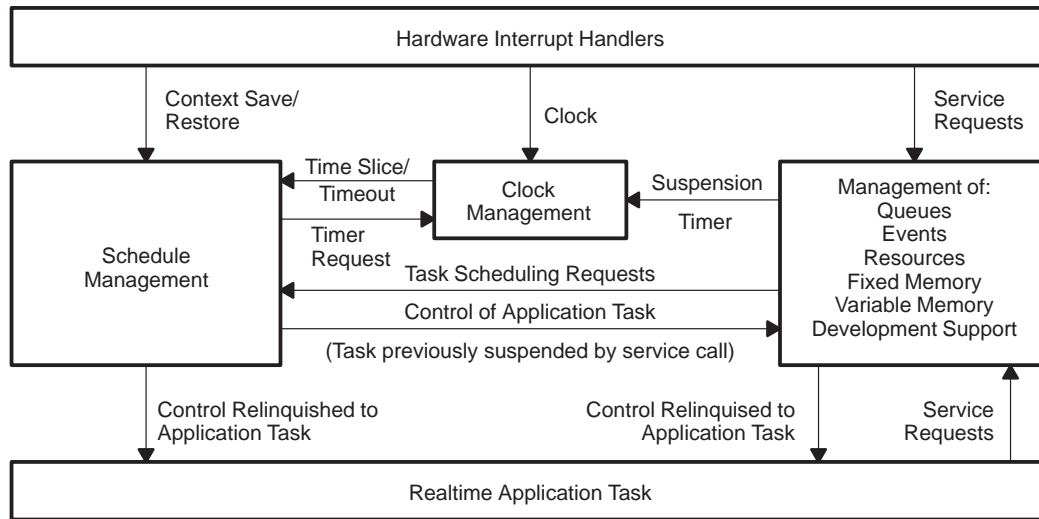 Hardware Interrupt Handlers
Context Save/
Restore
Clock
Service
Requests
Time Slice/
Timeout
Clock
Management
Suspension
Timer
Management of:
Queues
Events
Resources
Fixed Memory
Variable Memory
Development Support
Schedule
Management
Timer
Request
Task Scheduling Requests
Control of Application Task
(Task previously suspended by service call)
Control Relinquished to
Application Task
Control Relinquised to
Application Task
Service
Requests
Realtime Application Task